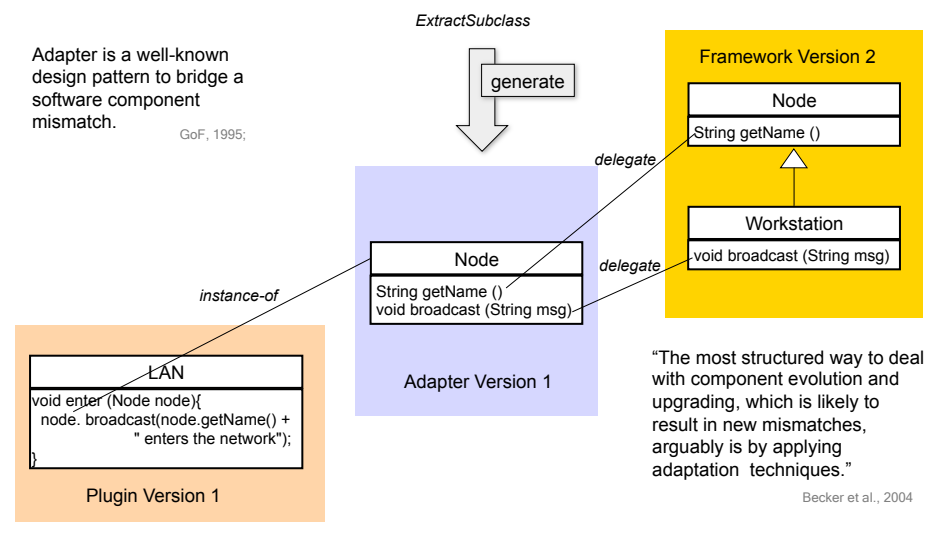 ExtractSubclass
Adapter is a well-known
design pattern to bridge a
software component
mismatch.
GoF, 1995;
generate
Framework Version 2
Node
String getName ()
delegate
Workstation
void broadcast (String msg)
delegate
Node
String getName ()
void broadcast (String msg)
Adapter Version 1
instance-of
LAN
void enter (Node node){
node. broadcast(node.getName() +
" enters the network");
}
Plugin Version 1
“The most structured way to deal
with component evolution and
upgrading, which is likely to
result in new mismatches,
arguably is by applying
adaptation techniques.”
Becker et al., 2004